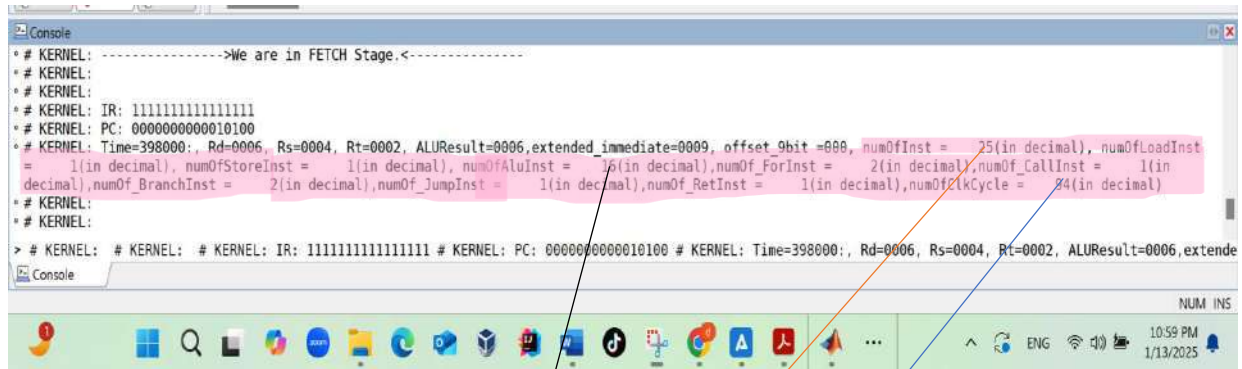 Console
# KERNEL: ---------------->We are in FETCH Stage.<---------------
# KERNEL:
# KERNEL:
# KERNEL: IR: 1111111111111111
# KERNEL: PC: 0000000000010100
# KERNEL: Time=398000:, Rd=0006, Rs=0004, Rt=0002, ALUResult=0006,extended_immediate=0009, offset_9bit =000, numOfInst = 25(in decimal), numOfLoadInst
= 1(in decimal), numOfStoreInst = 1(in decimal), numOfAluInst = 16(in decimal),numOf_ForInst = 2(in decimal),numOf_CallInst = 1(in
decimal),numOf_BranchInst = 2(in decimal),numOf_JumpInst = 1(in decimal),numOf_RetInst = 1(in decimal),numOfClkCycle = 94(in decimal)
# KERNEL:
# KERNEL:
> # KERNEL: # KERNEL: # KERNEL: IR: 1111111111111111 # KERNEL: PC: 0000000000010100 # KERNEL: Time=398000:, Rd=0006, Rs=0004, Rt=0002, ALUResult=0006,extende
Console
NUM INS
zoom
ENG
10:59 PM
1/13/2025